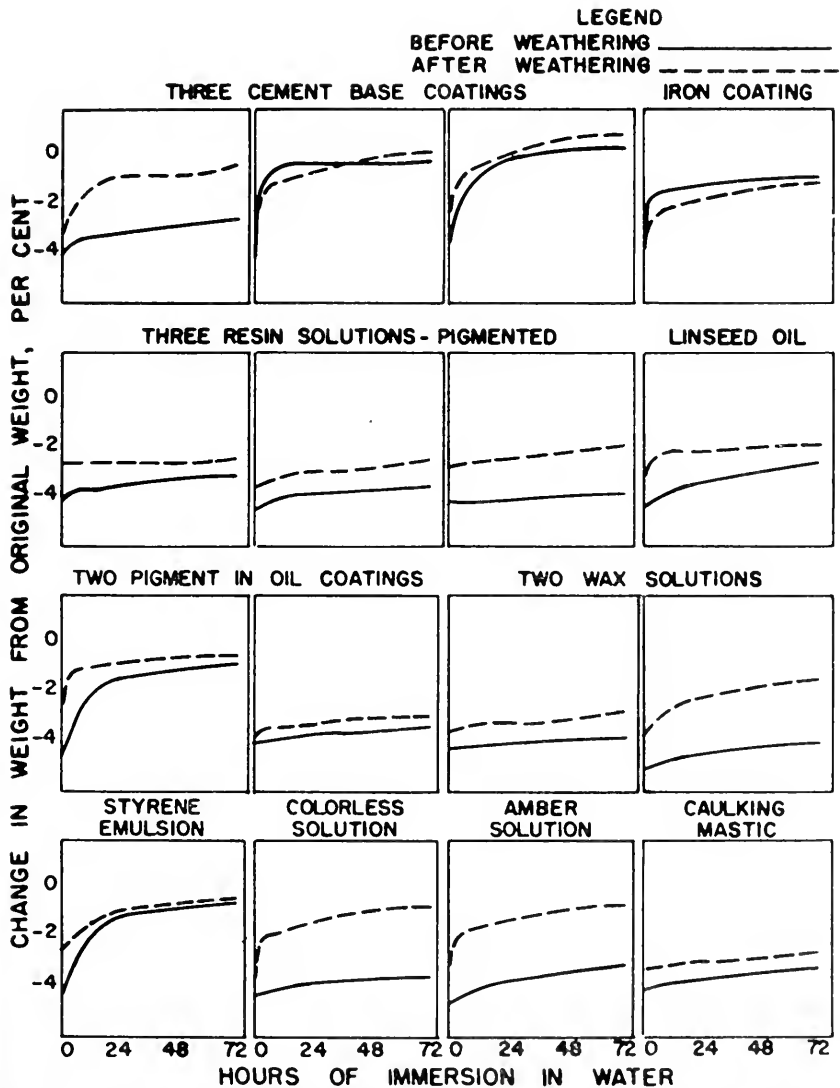 LEGEND
BEFORE WEATHERING
AFTER WEATHERING
THREE CEMENT BASE COATINGS
IRON COATING
0
-2
-4
THREE RESIN SOLUTIONS - PIGMENTED
LINSEED OIL
0
-2
-4
TWO PIGMENT IN OIL COATINGS
TWO WAX SOLUTIONS
0
-2
-4
STYRENE EMULSION
COLORLESS SOLUTION
AMBER SOLUTION
CAULKING MASTIC
0
-2
-4
0 24 48 72 0 24 48 72 0 24 48 72 0 24 48 72
HOURS OF IMMERSION IN WATER
CHANGE IN WEIGHT FROM ORIGINAL WEIGHT, PER CENT